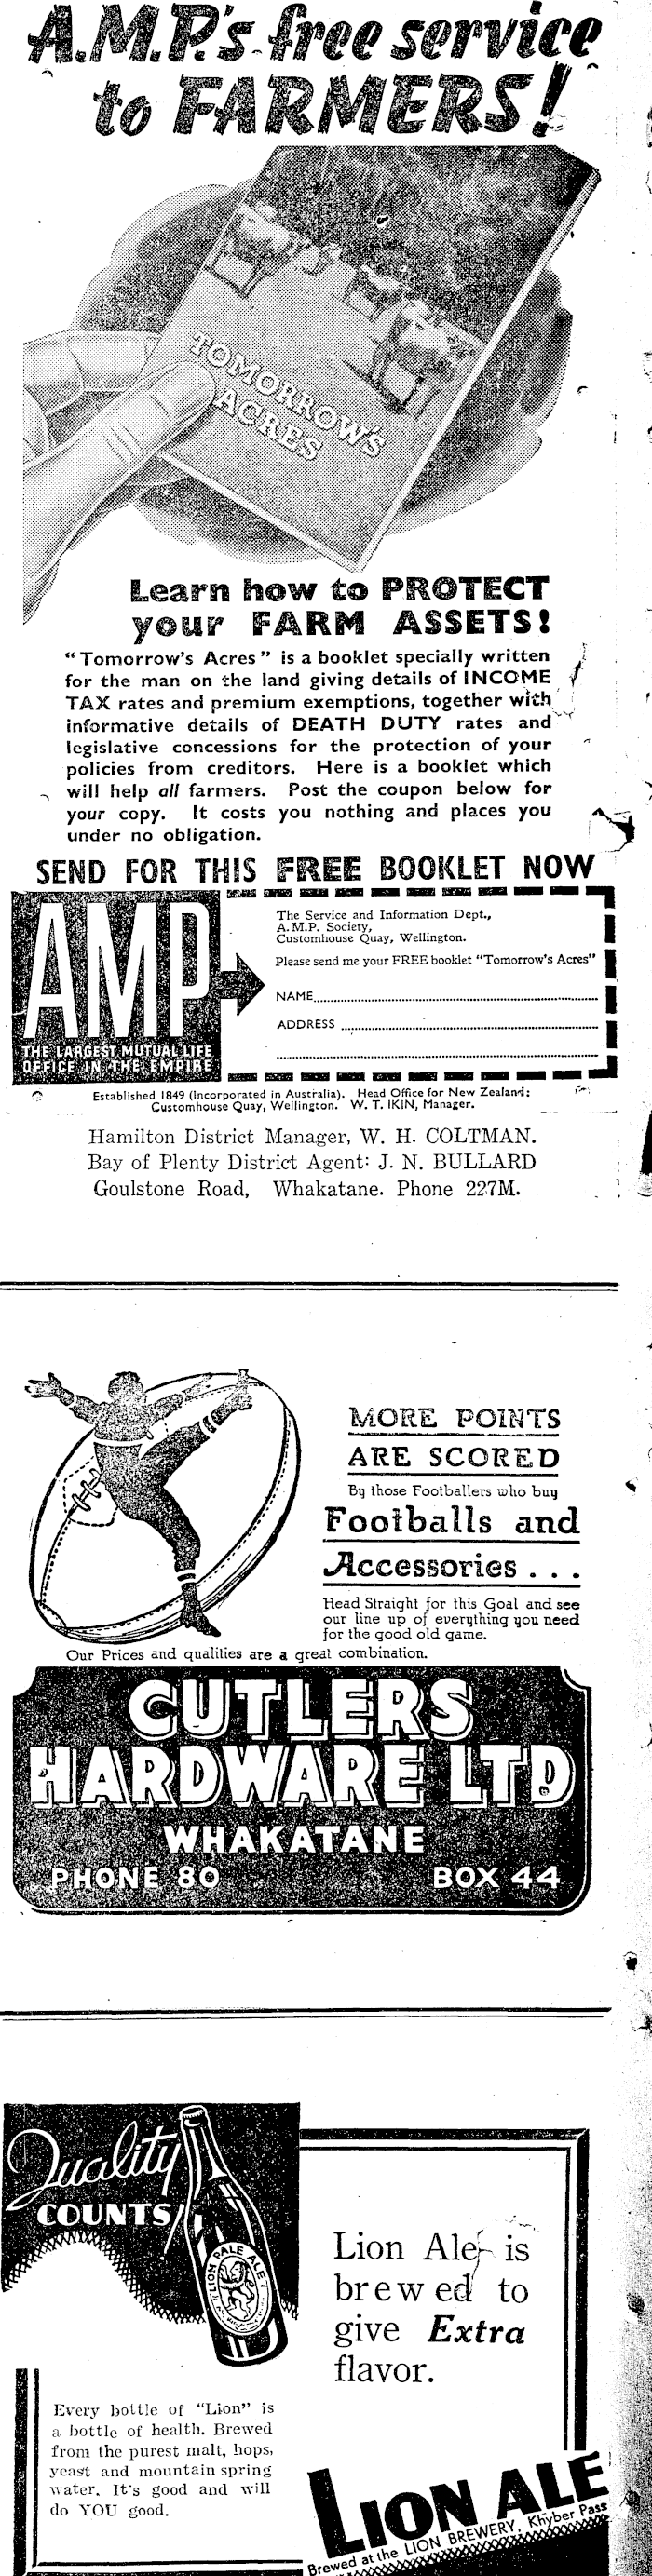 A.M.P.'s free service
to FARMERS!
TOMORROW'S
ACRES
Learn how to PROTECT
your FARM ASSETS!
"Tomorrow's Acres" is a booklet specially written
for the man on the land giving details of INCOME
TAX rates and premium exemptions, together with
informative details of DEATH DUTY rates and
legislative concessions for the protection of your
policies from creditors. Here is a booklet which
will help all farmers. Post the coupon below for
your copy. It costs you nothing and places you
under no obligation.
SEND FOR THIS FREE BOOKLET NOW
AMP
THE LARGEST MUTUAL LIFE
OFFICE IN THE EMPIRE
The Service and Information Dept.,
A.M.P. Society,
Customhouse Quay, Wellington.
Please send me your FREE booklet "Tomorrow's Acres"
NAME
ADDRESS
Established 1849 (Incorporated in Australia). Head Office for New Zealand:
Customhouse Quay, Wellington. W. T. IKIN, Manager.
Hamilton District Manager, W. H. COLTMAN.
Bay of Plenty District Agent: J. N. BULLARD
Goulstone Road, Whakatane. Phone 227M.
MORE POINTS
ARE SCORED
By those Footballers who buy
Footballs and
Accessories . . .
Head Straight for this Goal and see
our line up of everything you need
for the good old game.
Our Prices and qualities are a great combination.
CUTLERS
HARDWARE LTD
WHAKATANE
PHONE 80 BOX 44
Quality
COUNTS
LION PALE ALE
Lion Ale is
brewed to
give Extra
flavor.
Every bottle of "Lion" is
a bottle of health. Brewed
from the purest malt, hops,
yeast and mountain spring
water. It's good and will
do YOU good.
LION ALE
Brewed at the LION BREWERY, Khyber Pass